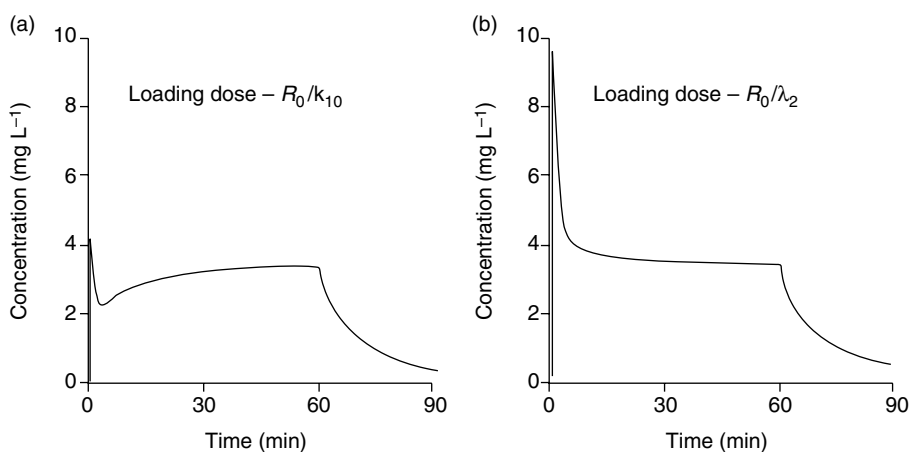 (a)
10
8
6
4
2
0
Concentration (mg L⁻¹)
Loading dose – R₀/k₁₀
0 30 60 90
Time (min)
(b)
10
8
6
4
2
0
Concentration (mg L⁻¹)
Loading dose – R₀/λ₂
0 30 60 90
Time (min)